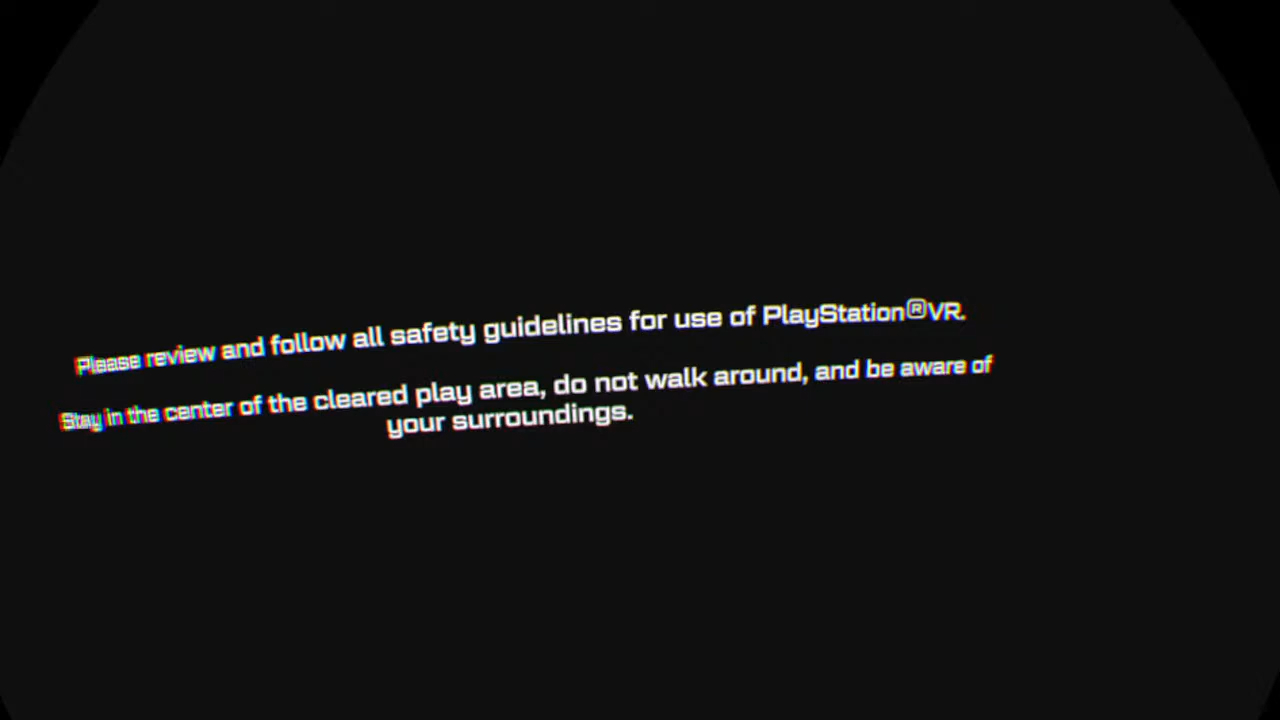 Please review and follow all safety guidelines for use of PlayStation®VR.
Stay in the center of the cleared play area, do not walk around, and be aware of
your surroundings.